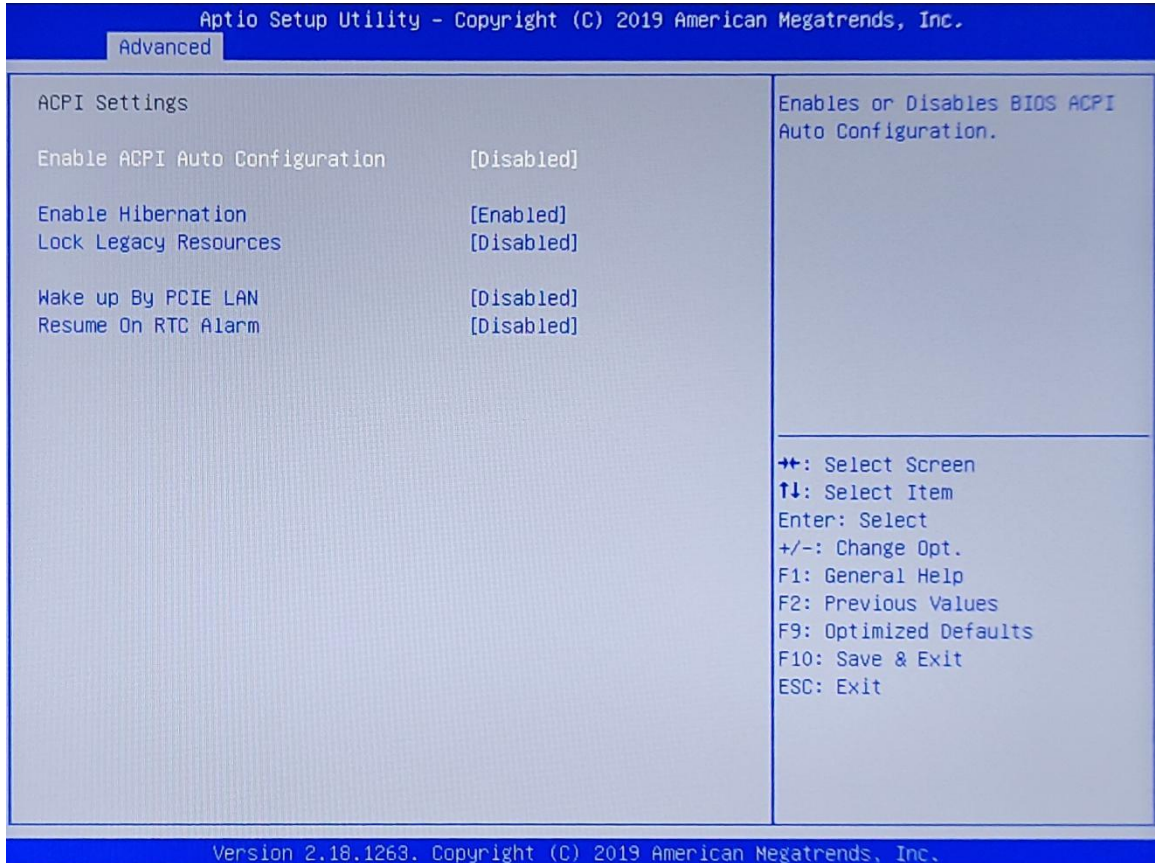 Aptio Setup Utility - Copyright (C) 2019 American Megatrends, Inc.
Advanced
ACPI Settings
Enable ACPI Auto Configuration [Disabled]
Enable Hibernation [Enabled]
Lock Legacy Resources [Disabled]
Wake up By PCIE LAN [Disabled]
Resume On RTC Alarm [Disabled]
Enables or Disables BIOS ACPI
Auto Configuration.
→←: Select Screen
↑↓: Select Item
Enter: Select
+/-: Change Opt.
F1: General Help
F2: Previous Values
F9: Optimized Defaults
F10: Save & Exit
ESC: Exit
Version 2.18.1263. Copyright (C) 2019 American Megatrends, Inc.